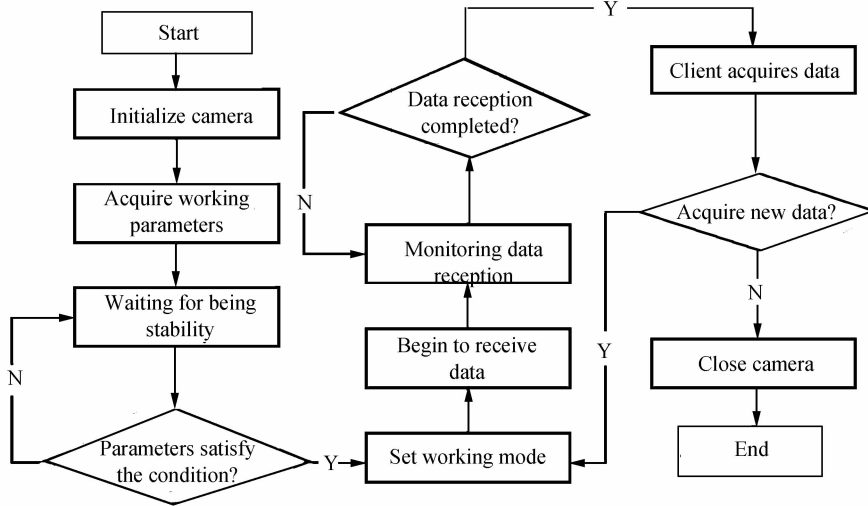 Start
Initialize camera
Acquire working
parameters
Waiting for being
stability
N
Parameters satisfy
the condition?
Y
Set working mode
Begin to receive
data
Monitoring data
reception
N
Data reception
completed?
Y
Client acquires data
Acquire new data?
Y
N
Close camera
End